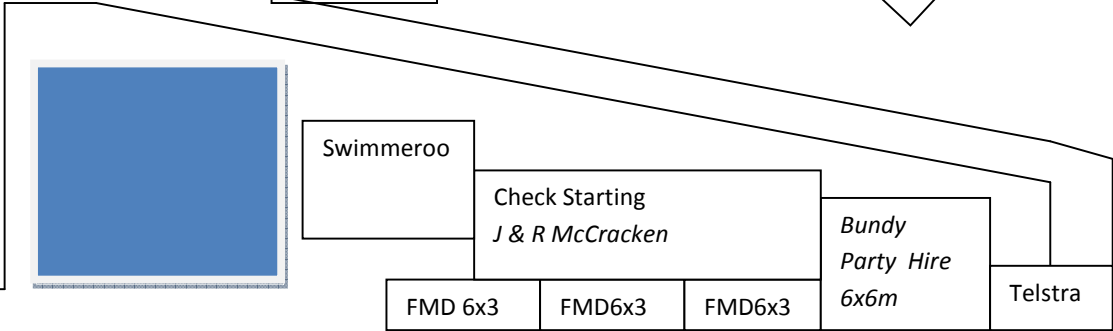 Swimmeroo
Check Starting
J & R McCracken
Bundy
Party Hire
6x6m
FMD 6x3
FMD6x3
FMD6x3
Telstra